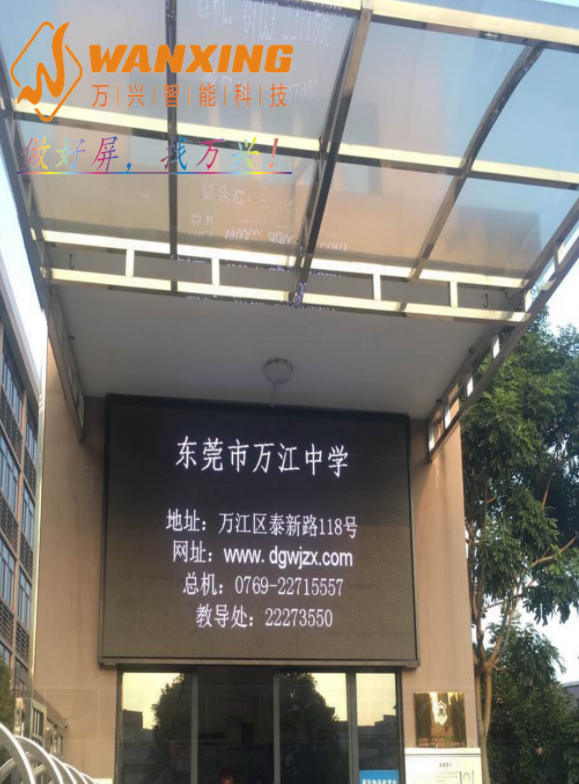 WANXING
万兴智能科技
做好屏，找万兴！
东莞市万江中学
地址：万江区泰新路118号
网址：www.dgwjzx.com
总机：0769-22715557
教导处：22273550